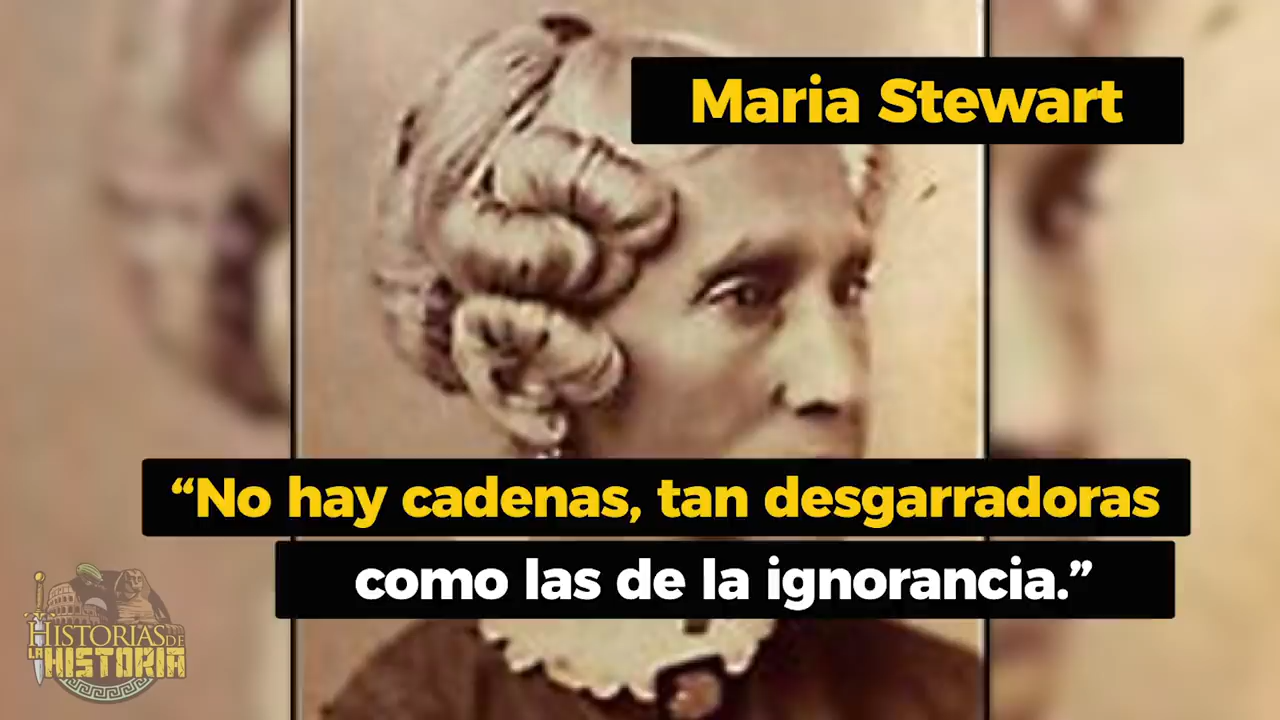 Maria Stewart
“No hay cadenas, tan desgarradoras
como las de la ignorancia.”
HISTORIAS DE
LA HISTORIA